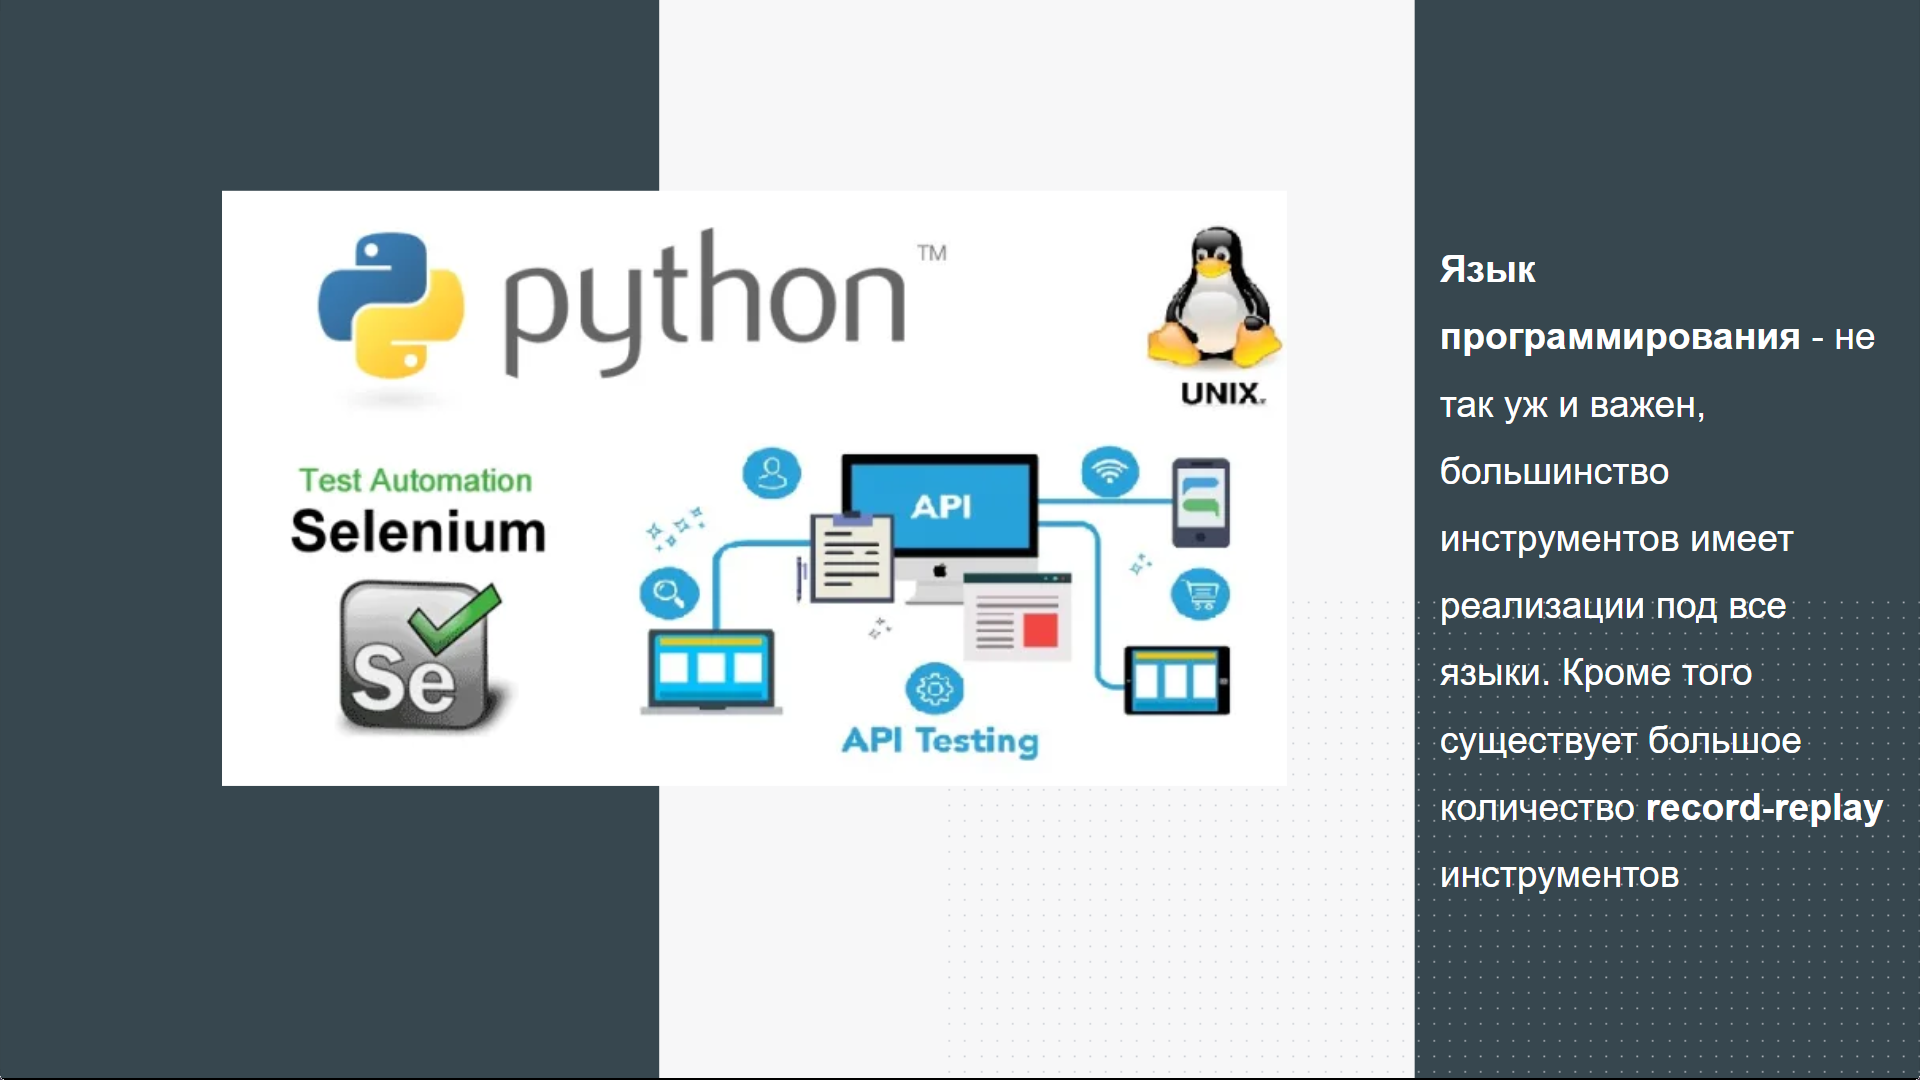 python TM
UNIX
Test Automation
Selenium
Se
API
API Testing
Язык
программирования - не
так уж и важен,
большинство
инструментов имеет
реализации под все
языки. Кроме того
существует большое
количество record-replay
инструментов